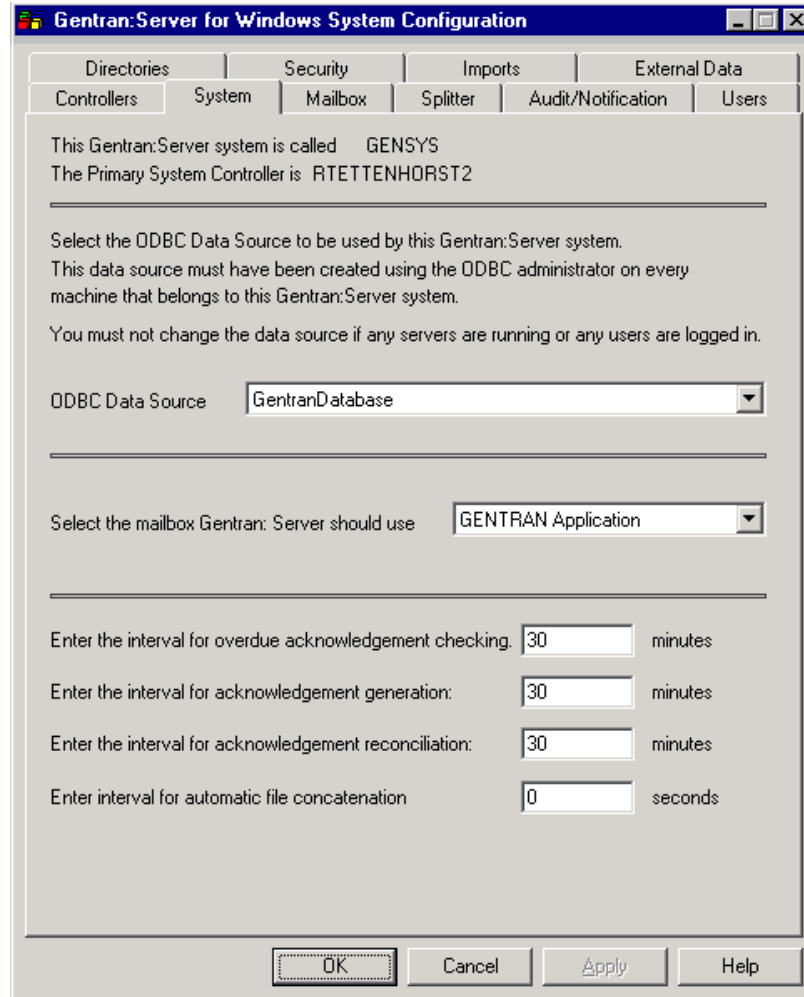 Gentran:Server for Windows System Configuration
Directories Security Imports External Data
Controllers System Mailbox Splitter Audit/Notification Users
This Gentran:Server system is called GENSYS
The Primary System Controller is RTETTENHORST2
Select the ODBC Data Source to be used by this Gentran:Server system.
This data source must have been created using the ODBC administrator on every
machine that belongs to this Gentran:Server system.
You must not change the data source if any servers are running or any users are logged in.
ODBC Data Source GentranDatabase
Select the mailbox Gentran: Server should use GENTRAN Application
Enter the interval for overdue acknowledgement checking. 30 minutes
Enter the interval for acknowledgement generation: 30 minutes
Enter the interval for acknowledgement reconciliation: 30 minutes
Enter interval for automatic file concatenation 0 seconds
OK Cancel Apply Help